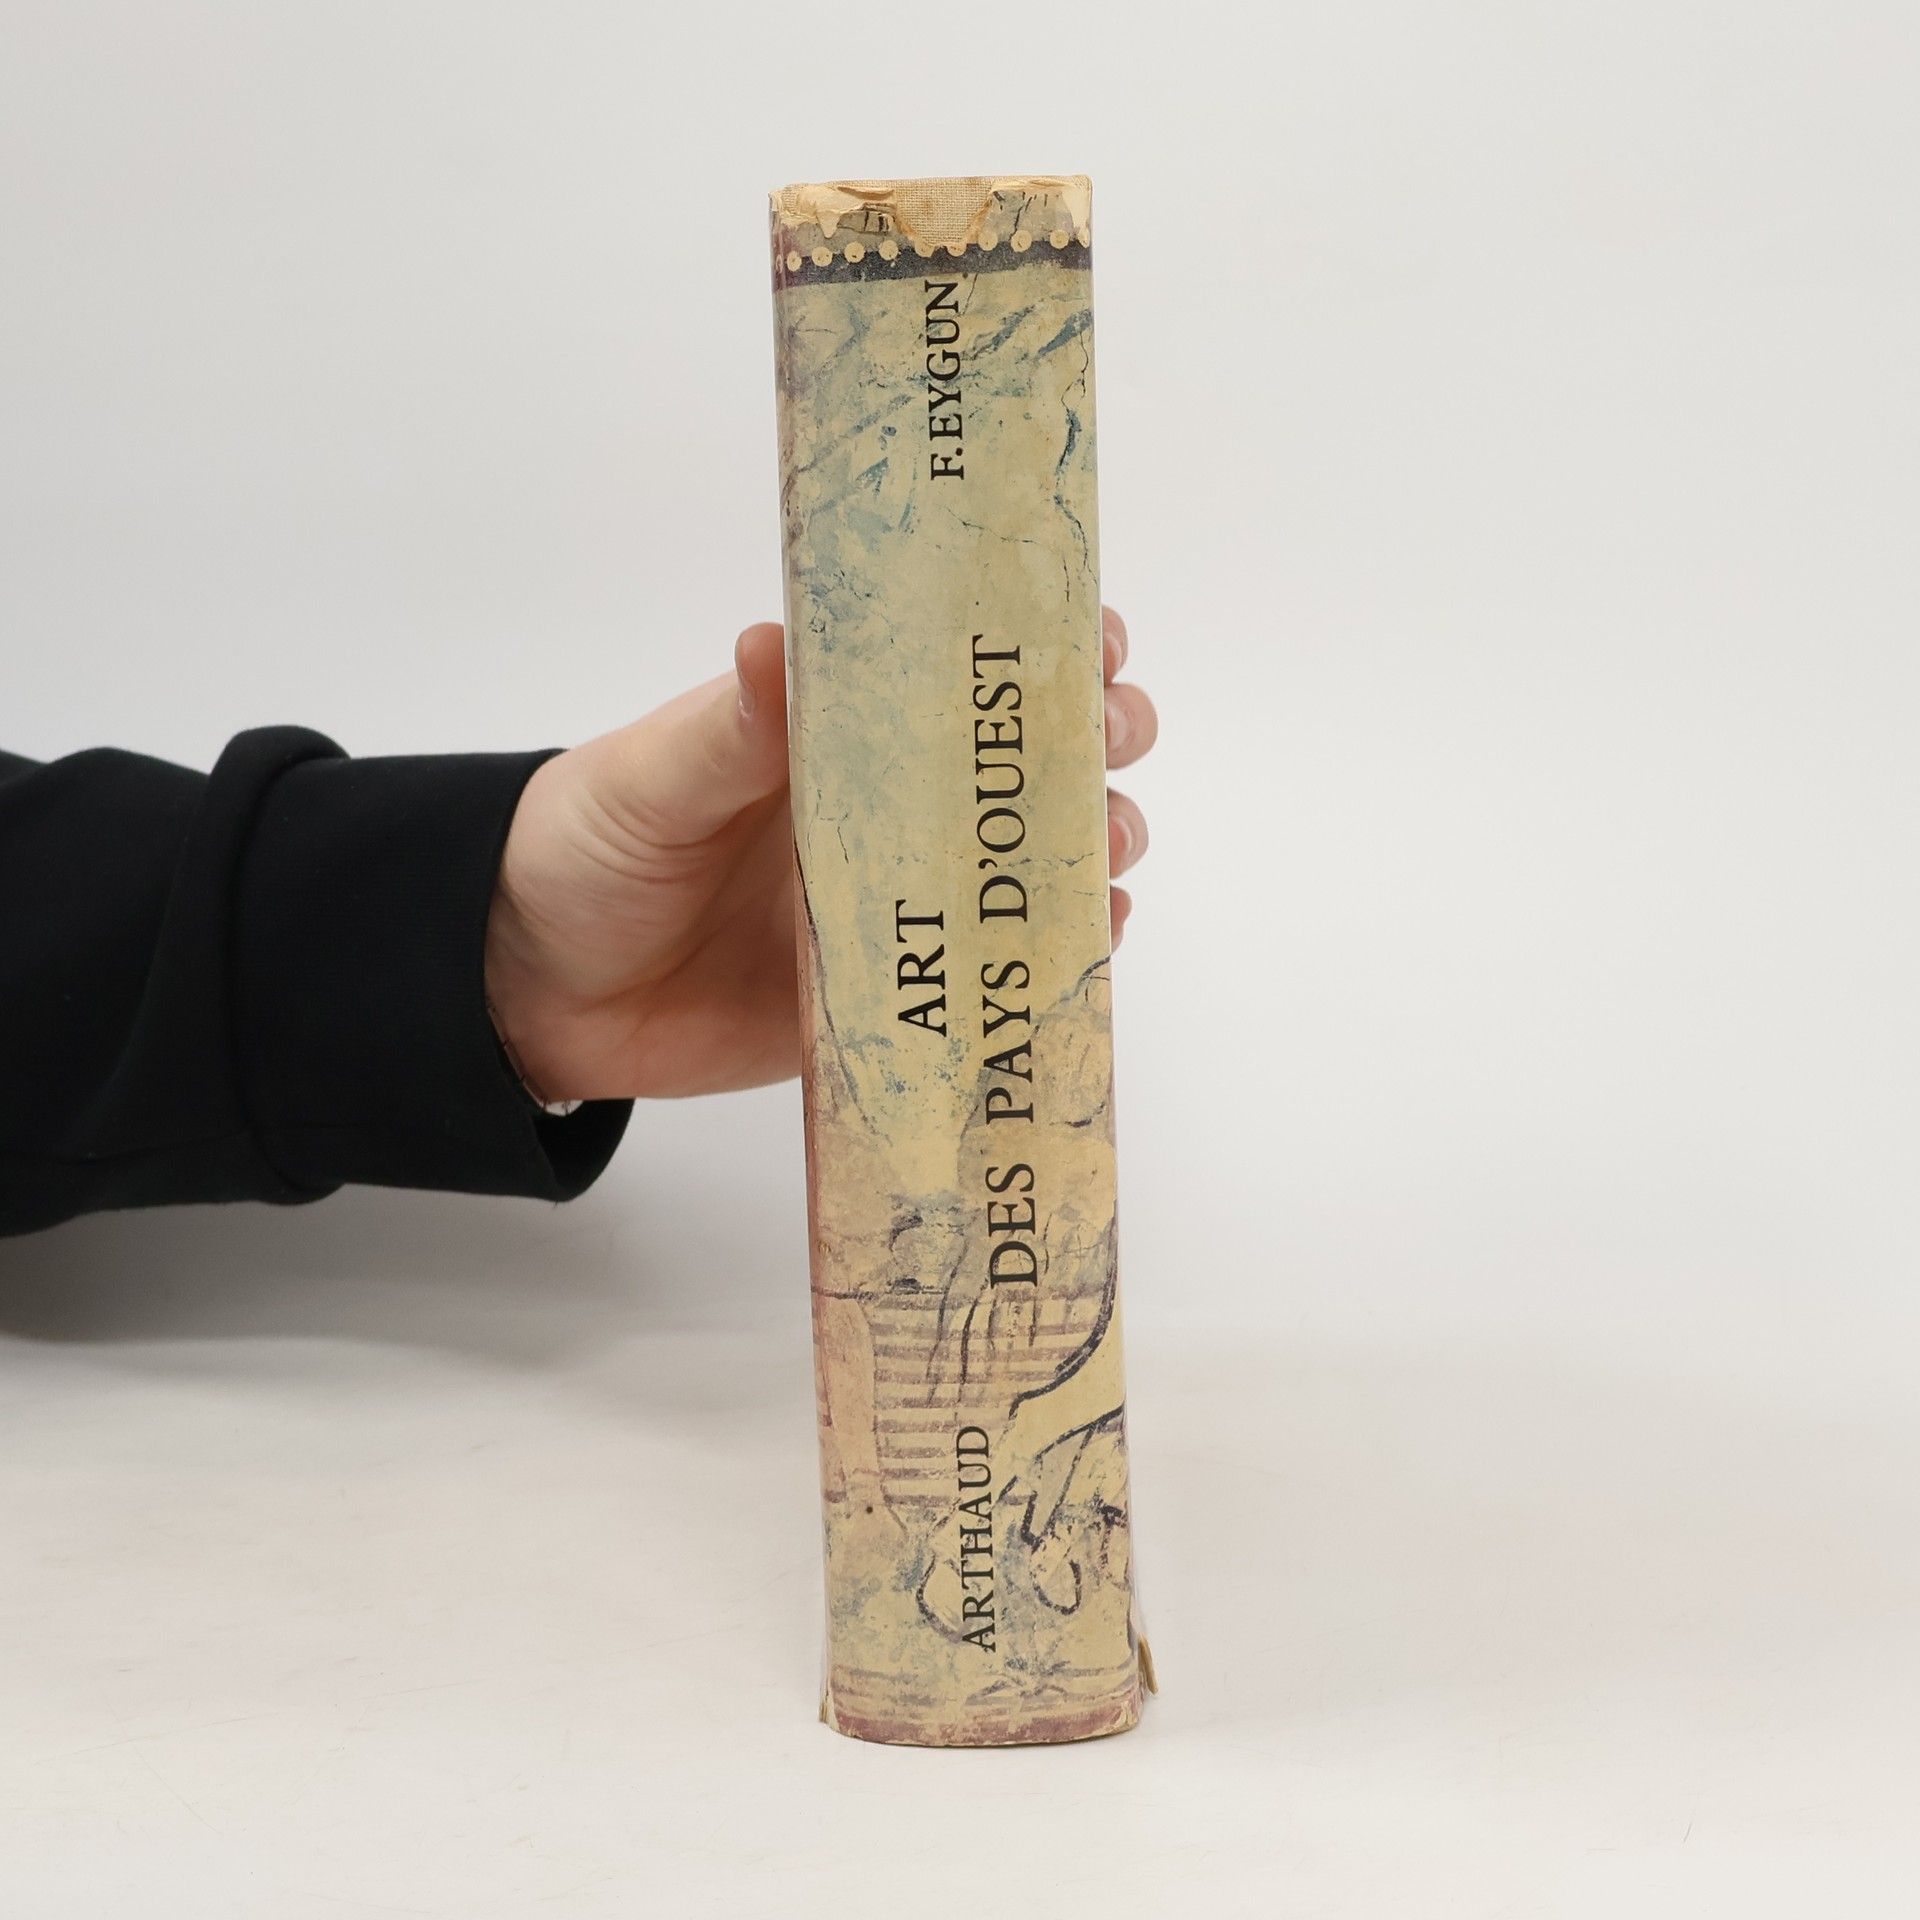 F. EYGUN
ART
DES PAYS D'OUEST
ARTHAUD